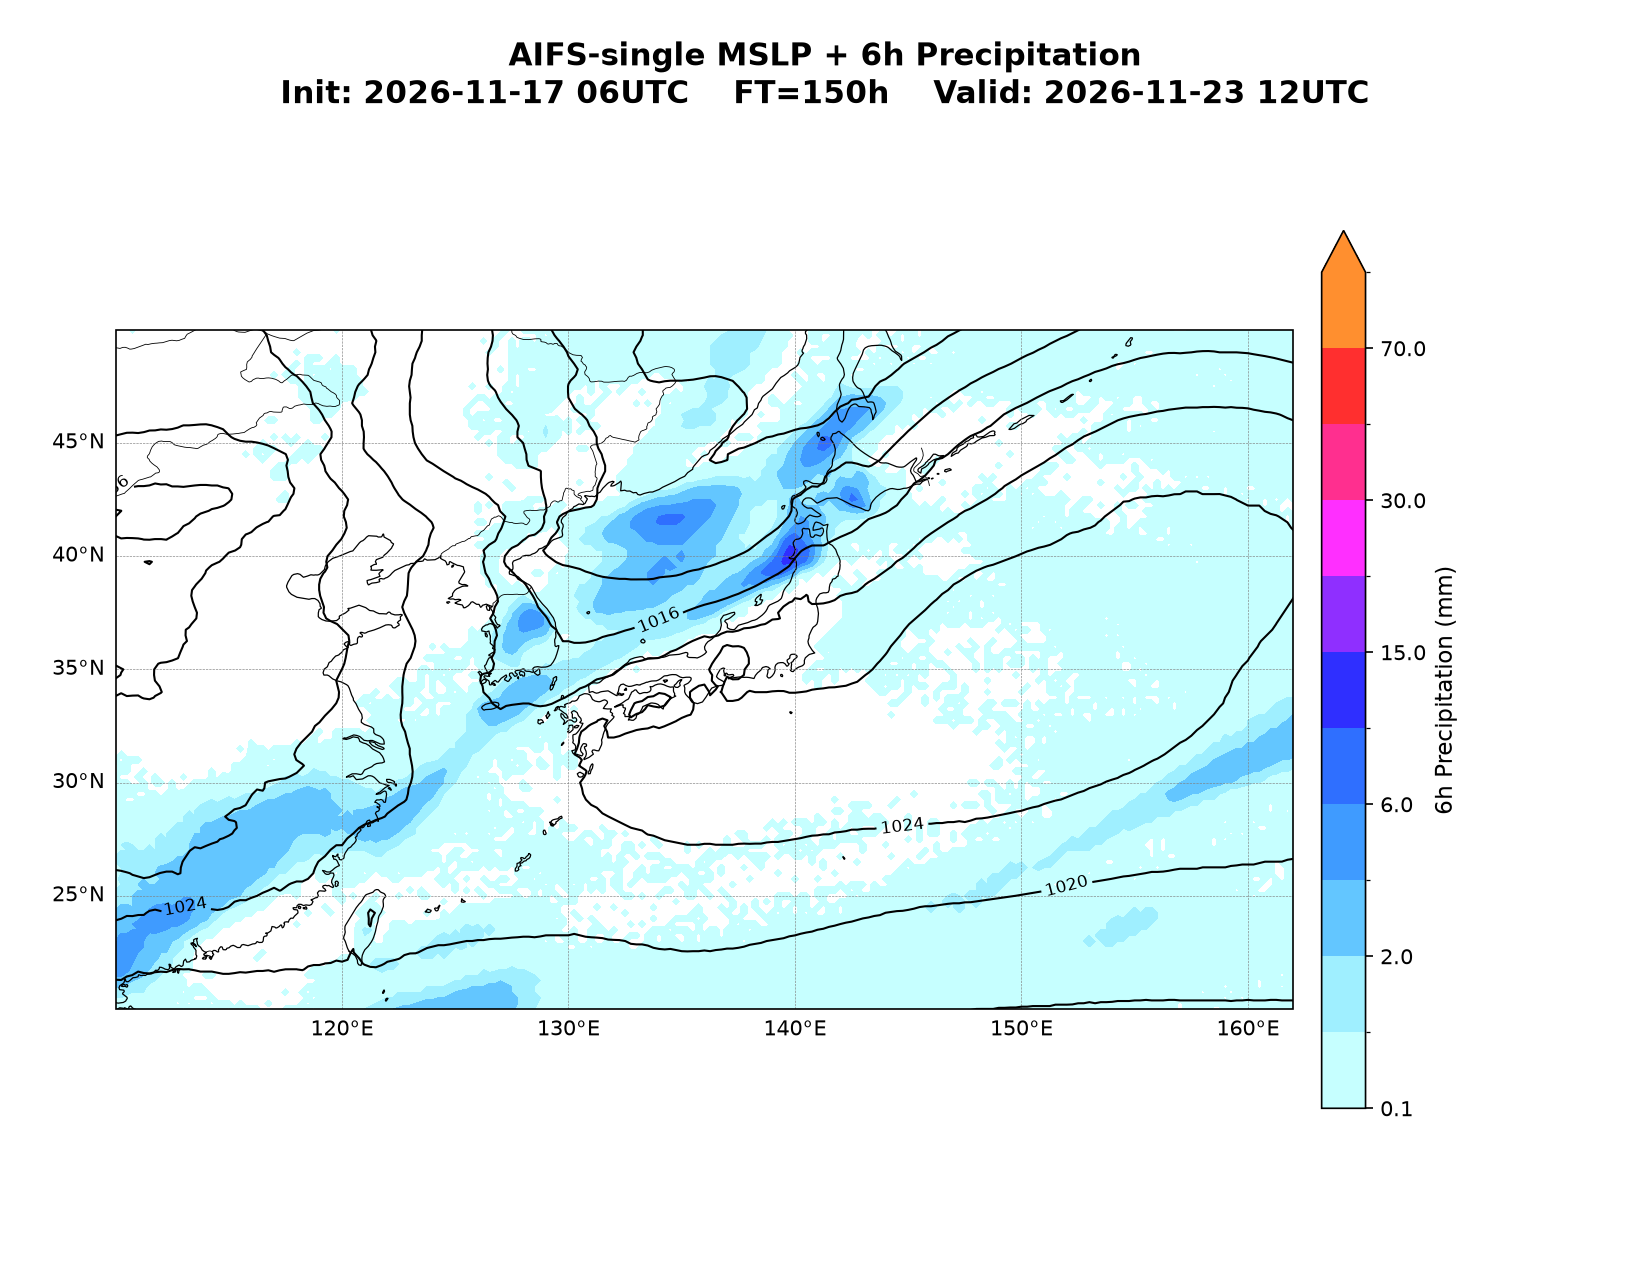 AIFS-single MSLP + 6h Precipitation
Init: 2026-11-17 06UTC    FT=150h    Valid: 2026-11-23 12UTC
70.0
30.0
15.0
6.0
2.0
0.1
6h Precipitation (mm)
45°N
40°N
35°N
30°N
25°N
120°E
130°E
140°E
150°E
160°E
6
1016
1024
1020
1024